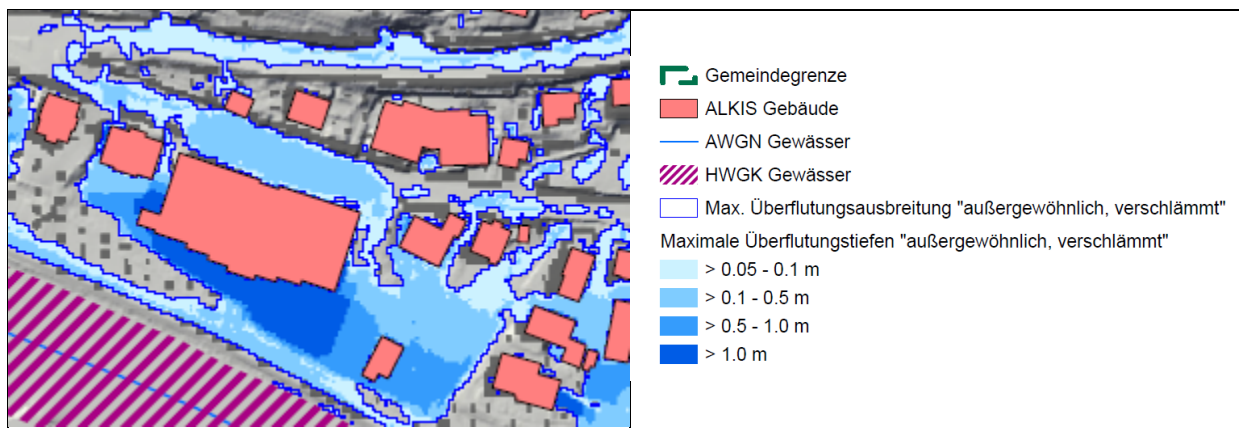 Gemeindegrenze
ALKIS Gebäude
AWGN Gewässer
HWGK Gewässer
Max. Überflutungsausbreitung "außergewöhnlich, verschlämmt"
Maximale Überflutungstiefen "außergewöhnlich, verschlämmt"
> 0.05 - 0.1 m
> 0.1 - 0.5 m
> 0.5 - 1.0 m
> 1.0 m